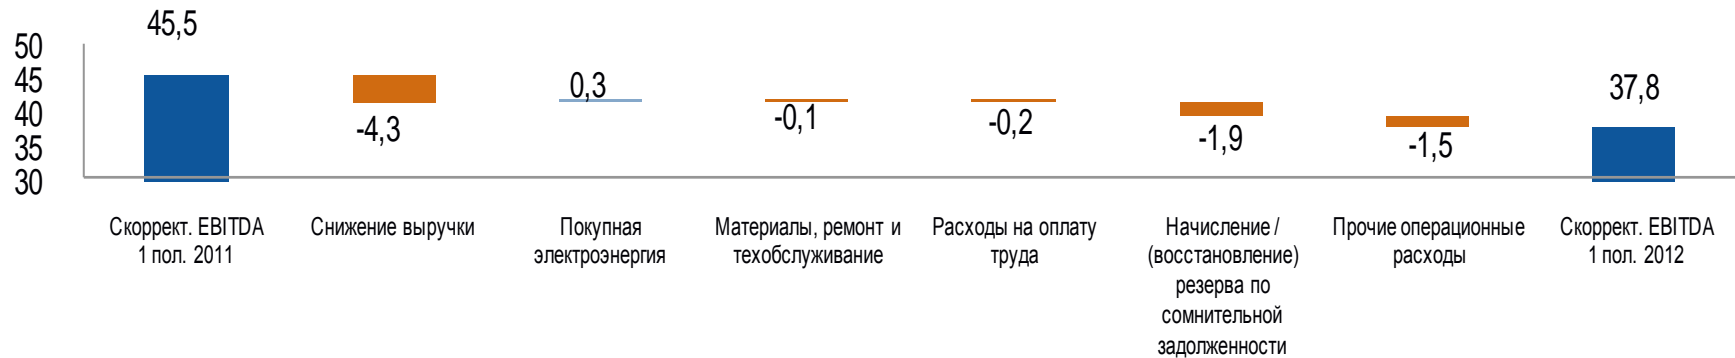 45,5
50
45
40
35
30
-4,3
0,3
-0,1
-0,2
-1,9
-1,5
37,8
Скоррект. EBITDA
1 пол. 2011
Снижение выручки
Покупная
электроэнергия
Материалы, ремонт и
техобслуживание
Расходы на оплату
труда
Начисление /
(восстановление)
резерва по
сомнительной
задолженности
Прочие операционные
расходы
Скоррект. EBITDA
1 пол. 2012